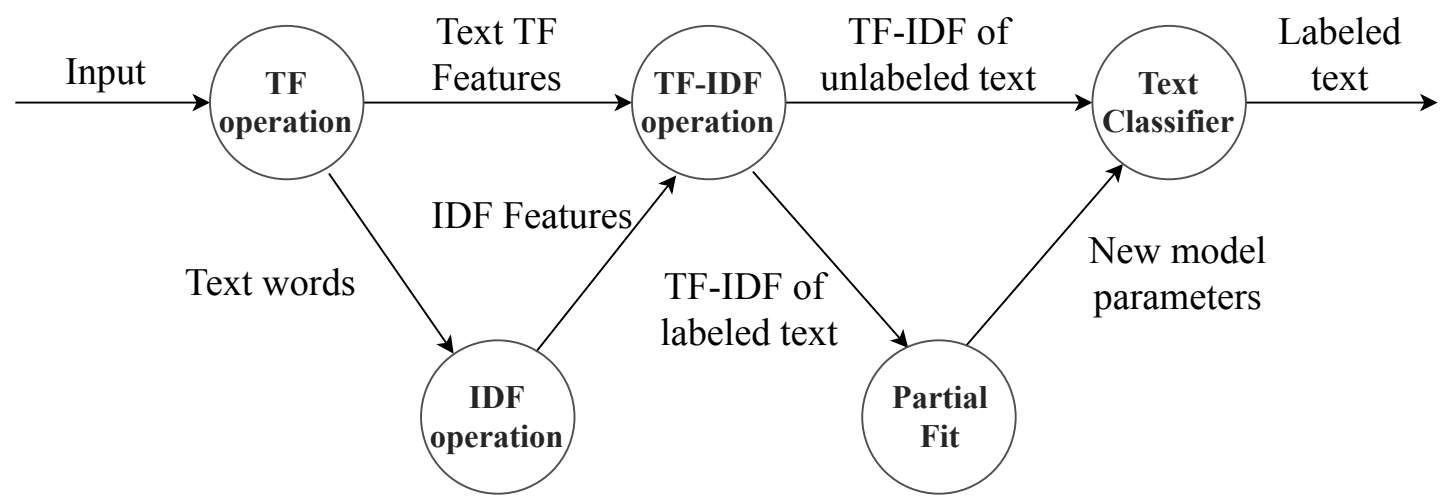 Input
TF
operation
Text TF
Features
TF-IDF
operation
TF-IDF of
unlabeled text
Text
Classifier
Labeled
text
Text words
IDF Features
IDF
operation
TF-IDF of
labeled text
Partial
Fit
New model
parameters